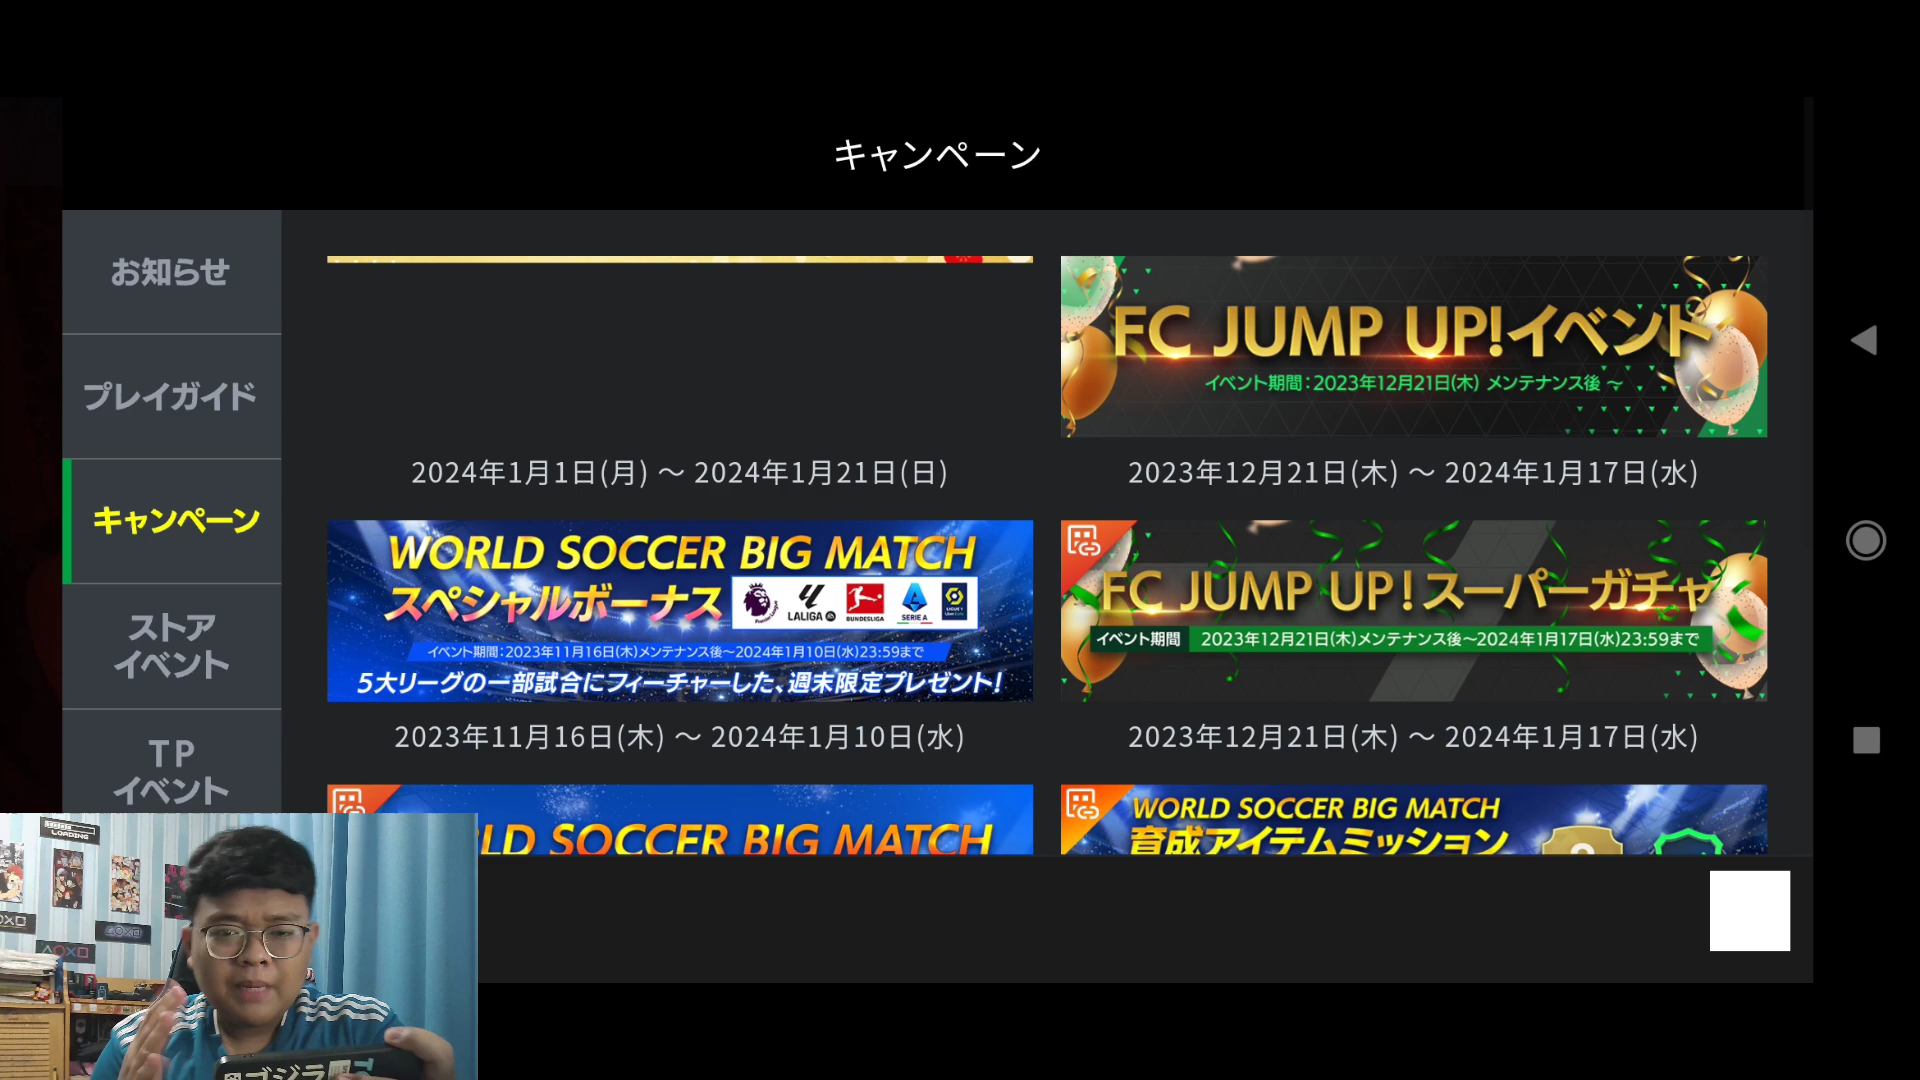 キャンペーン
お知らせ
プレイガイド
キャンペーン
ストア
イベント
TP
イベント
FC JUMP UP!イベント
イベント期間：2023年12月21日(木) メンテナンス後 ～
2024年1月1日(月) ～ 2024年1月21日(日)
2023年12月21日(木) ～ 2024年1月17日(水)
WORLD SOCCER BIG MATCH
スペシャルボーナス
Premier League
LALIGA
BUNDESLIGA
SERIE A
LIGUE 1
イベント期間：2023年11月16日(木)メンテナンス後～2024年1月10日(水)23:59まで
5大リーグの一部試合にフィーチャーした、週末限定プレゼント！
FC JUMP UP！スーパーガチャ
イベント期間 2023年12月21日(木)メンテナンス後～2024年1月17日(水)23:59まで
2023年11月16日(木) ～ 2024年1月10日(水)
2023年12月21日(木) ～ 2024年1月17日(水)
LD SOCCER BIG MATCH
WORLD SOCCER BIG MATCH
育成アイテムミッション
LOADING
ゴジラ